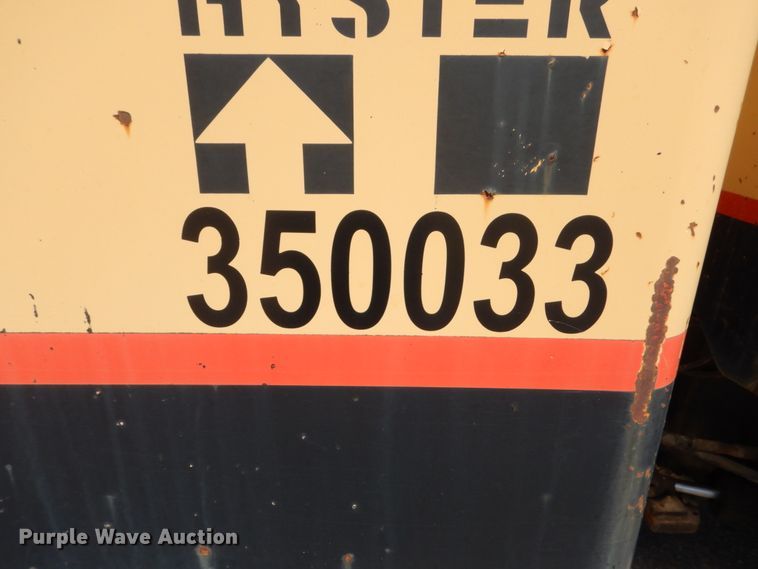 HYSTER
350033
Purple Wave Auction